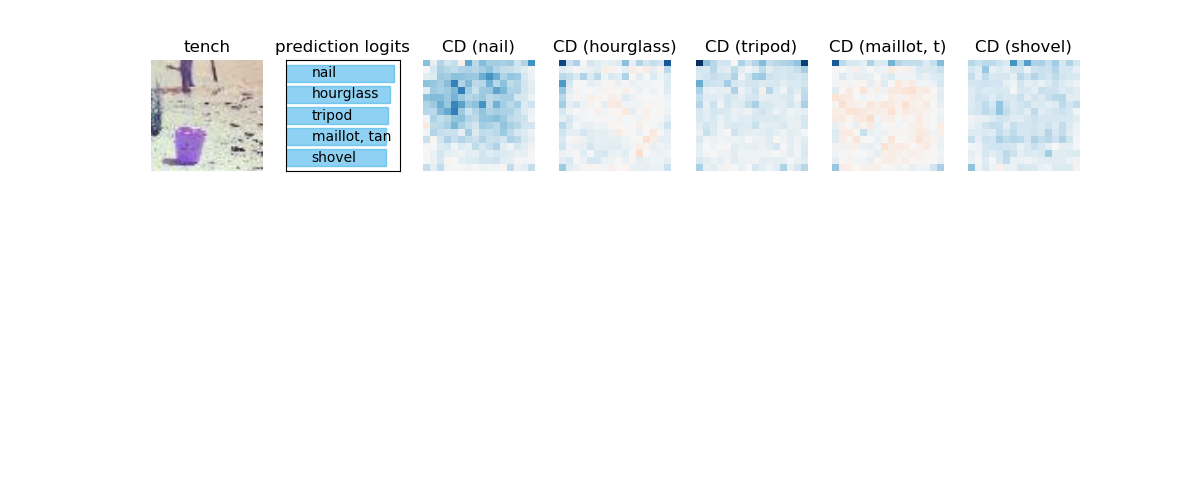 tench
prediction logits
CD (nail)
CD (hourglass)
CD (tripod)
CD (maillot, t)
CD (shovel)
nail
hourglass
tripod
maillot, tan
shovel